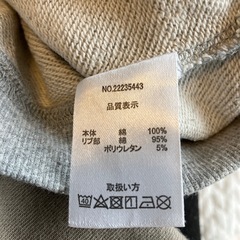 NO.22235443
品質表示
本体 綿 100%
リブ部 綿 95%
ポリウレタン 5%
取扱い方